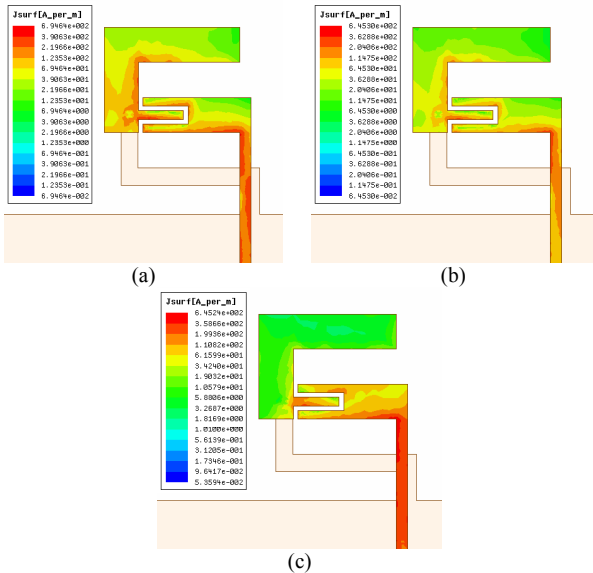 Jsurf[A_per_m]
6.9464e+002
3.9063e+002
2.1966e+002
1.2353e+002
6.9464e+001
3.9063e+001
2.1966e+001
1.2353e+001
6.9464e+000
3.9063e+000
2.1966e+000
1.2353e+000
6.9464e-001
3.9063e-001
2.1966e-001
1.2353e-001
6.9464e-002
(a)
Jsurf[A_per_m]
6.4530e+002
3.6288e+002
2.0406e+002
1.1475e+002
6.4530e+001
3.6288e+001
2.0406e+001
1.1475e+001
6.4530e+000
3.6288e+000
2.0406e+000
1.1475e+000
6.4530e-001
3.6288e-001
2.0406e-001
1.1475e-001
6.4530e-002
(b)
Jsurf[A_per_m]
6.4524e+002
3.5866e+002
1.9936e+002
1.1082e+002
6.1599e+001
3.4240e+001
1.9032e+001
1.0579e+001
5.8806e+000
3.2687e+000
1.8169e+000
1.0100e+000
5.6139e-001
3.1205e-001
1.7346e-001
9.6417e-002
5.3594e-002
(c)